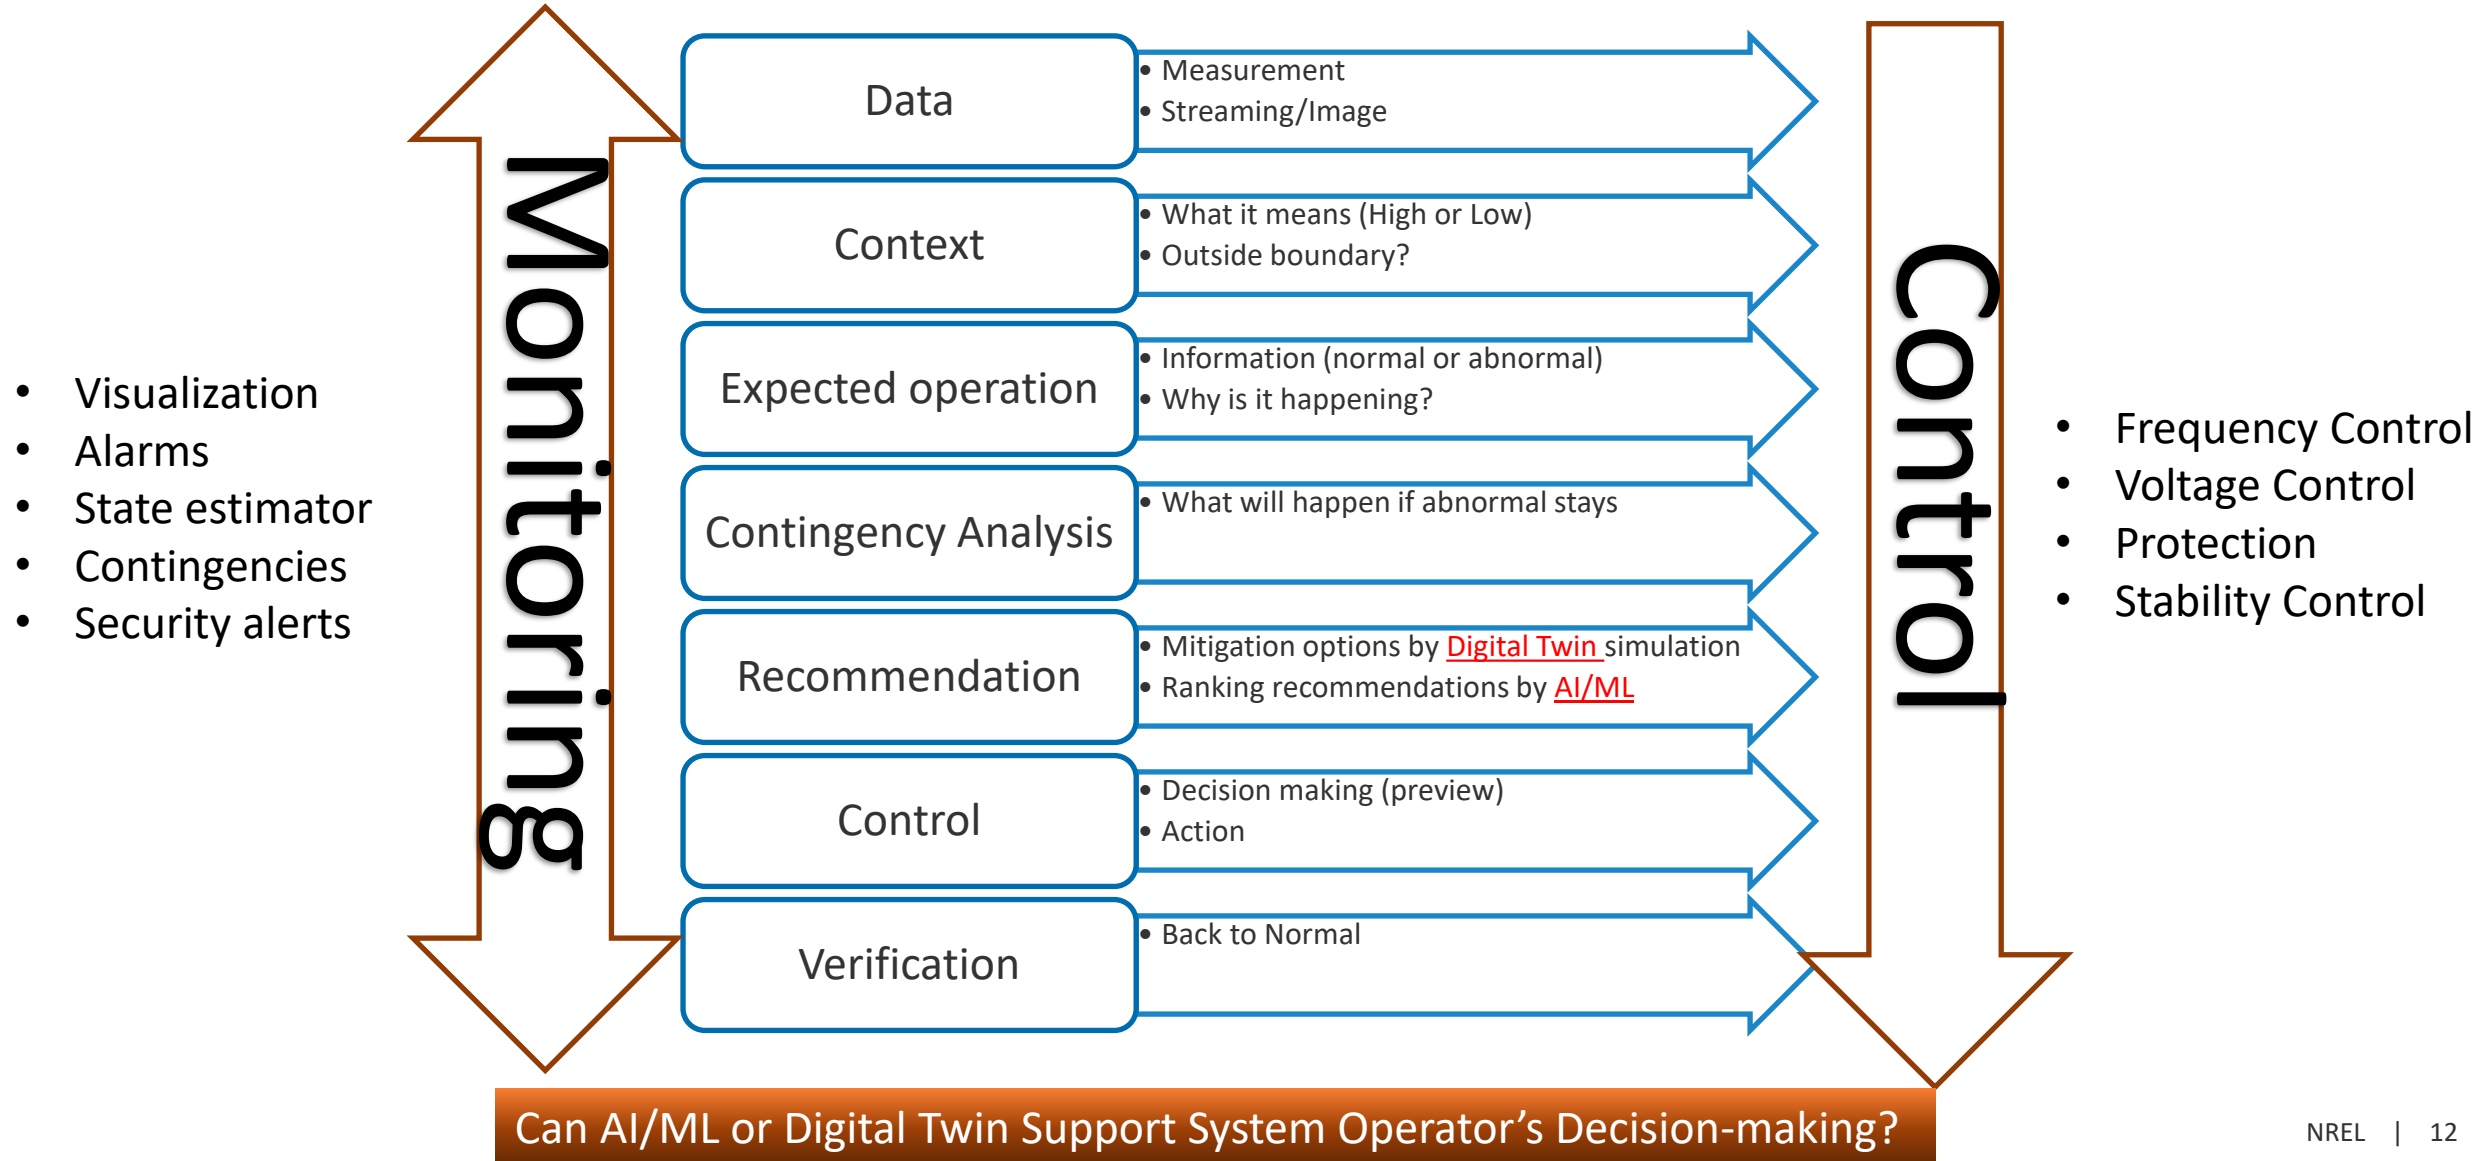 • Visualization
• Alarms
• State estimator
• Contingencies
• Security alerts
Monitoring
Data
• Measurement
• Streaming/Image
Context
• What it means (High or Low)
• Outside boundary?
Expected operation
• Information (normal or abnormal)
• Why is it happening?
Contingency Analysis
• What will happen if abnormal stays
Recommendation
• Mitigation options by Digital Twin simulation
• Ranking recommendations by AI/ML
Control
• Decision making (preview)
• Action
Verification
• Back to Normal
Control
• Frequency Control
• Voltage Control
• Protection
• Stability Control
Can AI/ML or Digital Twin Support System Operator’s Decision-making?
NREL | 12